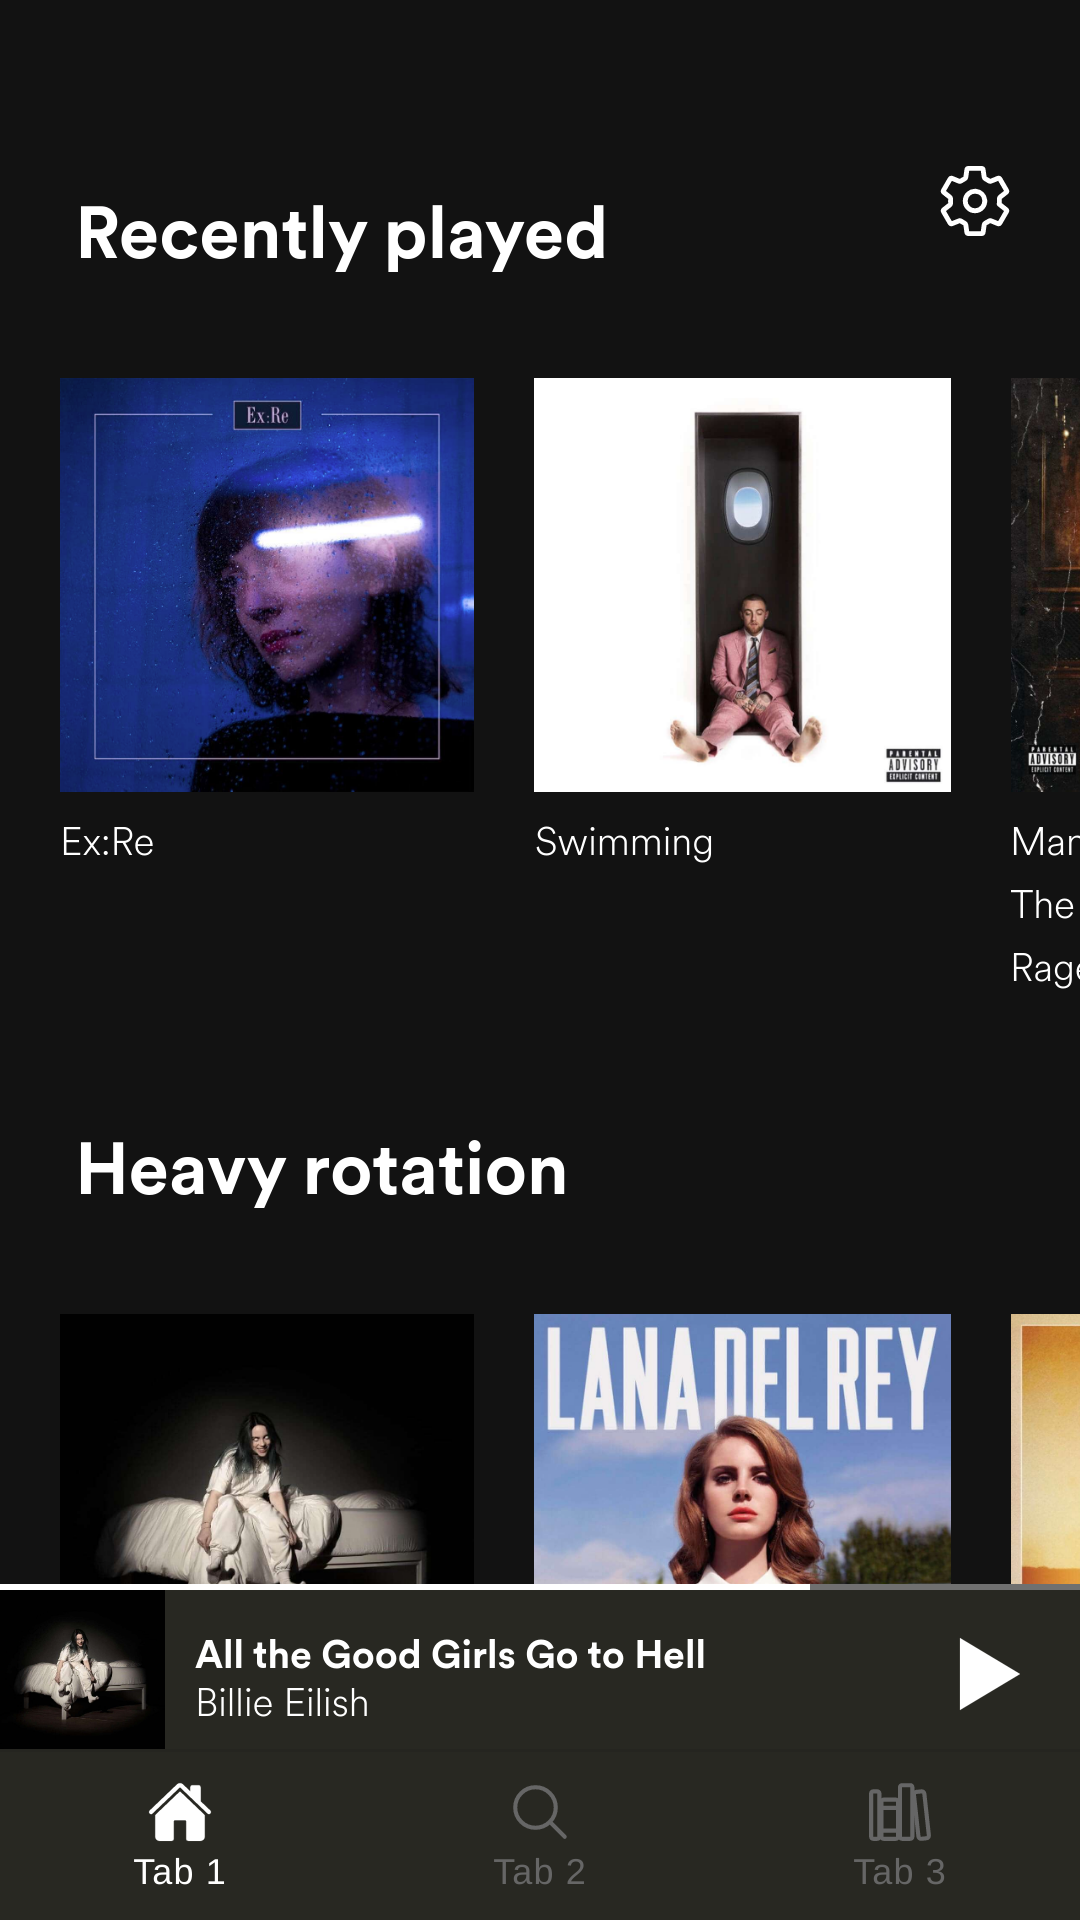 Recently played
Ex:Re
PARENTAL
ADVISORY
EXPLICIT CONTENT
PARENTAL
ADVISORY
EXPLICIT CONTENT
Ex:Re
Swimming
Man
The
Rage
Heavy rotation
LANA DEL REY
All the Good Girls Go to Hell
Billie Eilish
Tab 1
Tab 2
Tab 3